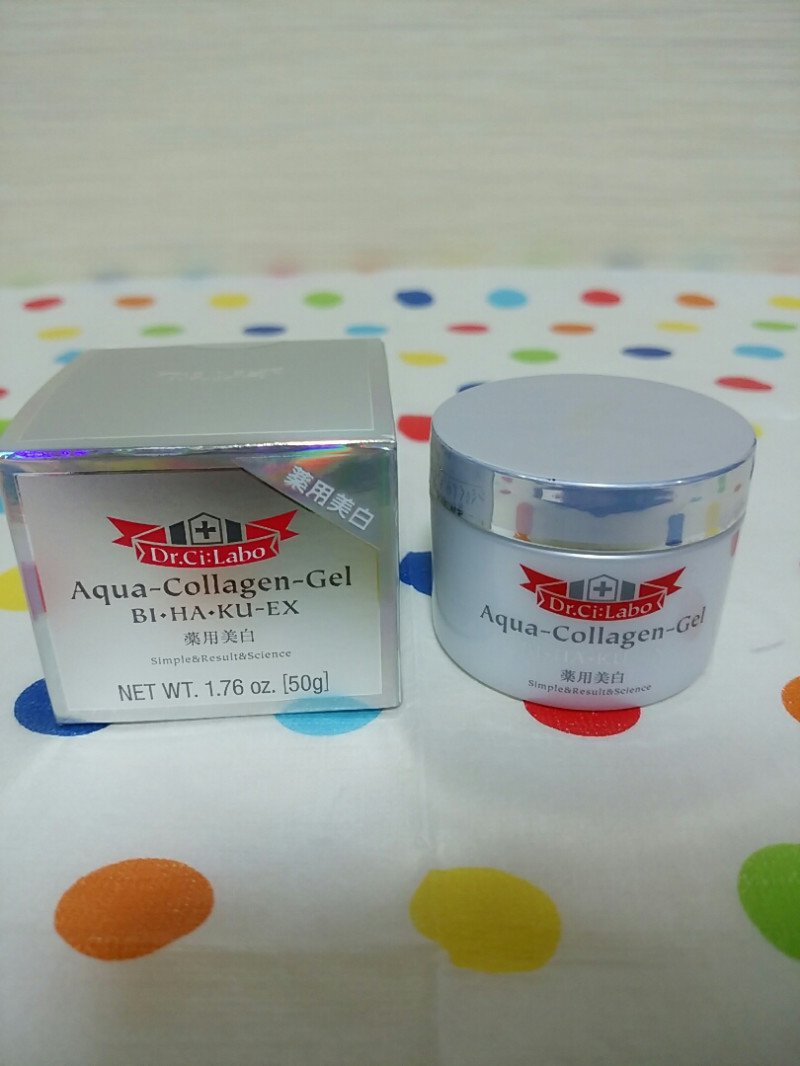 薬用美白
Dr.Ci:Labo
Aqua-Collagen-Gel
BI•HA•KU-EX
薬用美白
Simple&Result&Science
NET WT. 1.76 oz. [50g]
Dr.Ci:Labo
Aqua-Collagen-Gel
薬用美白
Simple&Result&Science